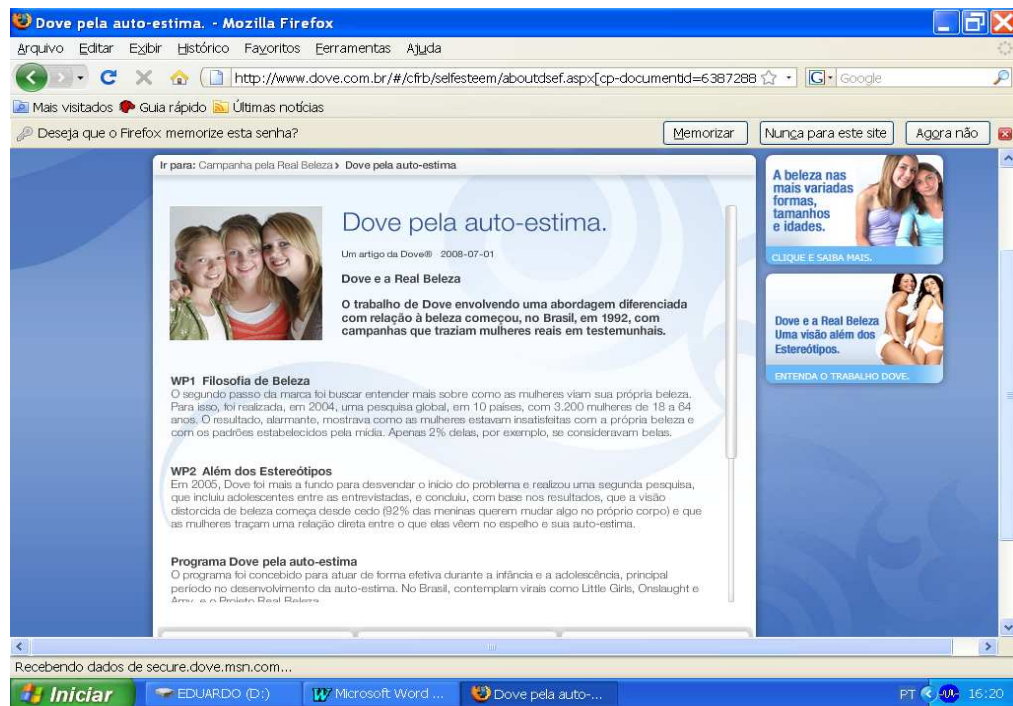 Dove pela auto-estima. - Mozilla Firefox
Arquivo Editar Exibir Histórico Favoritos Ferramentas Ajuda
http://www.dove.com.br/#/cfrb/selfesteem/aboutdsef.aspx[cp-documentid=6387288
G Google
Mais visitados Guia rápido Últimas notícias
Deseja que o Firefox memorize esta senha? Memorizar Nunca para este site Agora não
Ir para: Campanha pela Real Beleza > Dove pela auto-estima
Dove pela auto-estima.
Um artigo da Dove® 2008-07-01
Dove e a Real Beleza
O trabalho de Dove envolvendo uma abordagem diferenciada
com relação à beleza começou, no Brasil, em 1992, com
campanhas que traziam mulheres reais em testemunhais.
WP1 Filosofia de Beleza
O segundo passo da marca foi buscar entender mais sobre como as mulheres viam sua própria beleza.
Para isso, foi realizada, em 2004, uma pesquisa global, em 10 países, com 3.200 mulheres de 18 a 64
anos. O resultado, alarmante, mostrava como as mulheres estavam insatisfeitas com a própria beleza e
com os padrões estabelecidos pela mídia. Apenas 2% delas, por exemplo, se consideravam belas.
WP2 Além dos Estereótipos
Em 2005, Dove foi mais a fundo para desvendar o início do problema e realizou uma segunda pesquisa,
que incluiu adolescentes entre as entrevistadas, e concluiu, com base nos resultados, que a visão
distorcida de beleza começa desde cedo (92% das meninas querem mudar algo no próprio corpo) e que
as mulheres traçam uma relação direta entre o que elas vêem no espelho e sua auto-estima.
Programa Dove pela auto-estima
O programa foi concebido para atuar de forma efetiva durante a infância e a adolescência, principal
período no desenvolvimento da auto-estima. No Brasil, contemplam virais como Little Girls, Onslaught e
Amy, e o Projeto Real Beleza
A beleza nas
mais variadas
formas,
tamanhos
e idades.
CLIQUE E SAIBA MAIS.
Dove e a Real Beleza
Uma visão além dos
Estereótipos.
ENTENDA O TRABALHO DOVE.
Recebendo dados de secure.dove.msn.com...
Iniciar EDUARDO (D:) Microsoft Word ... Dove pela auto-... PT 16:20